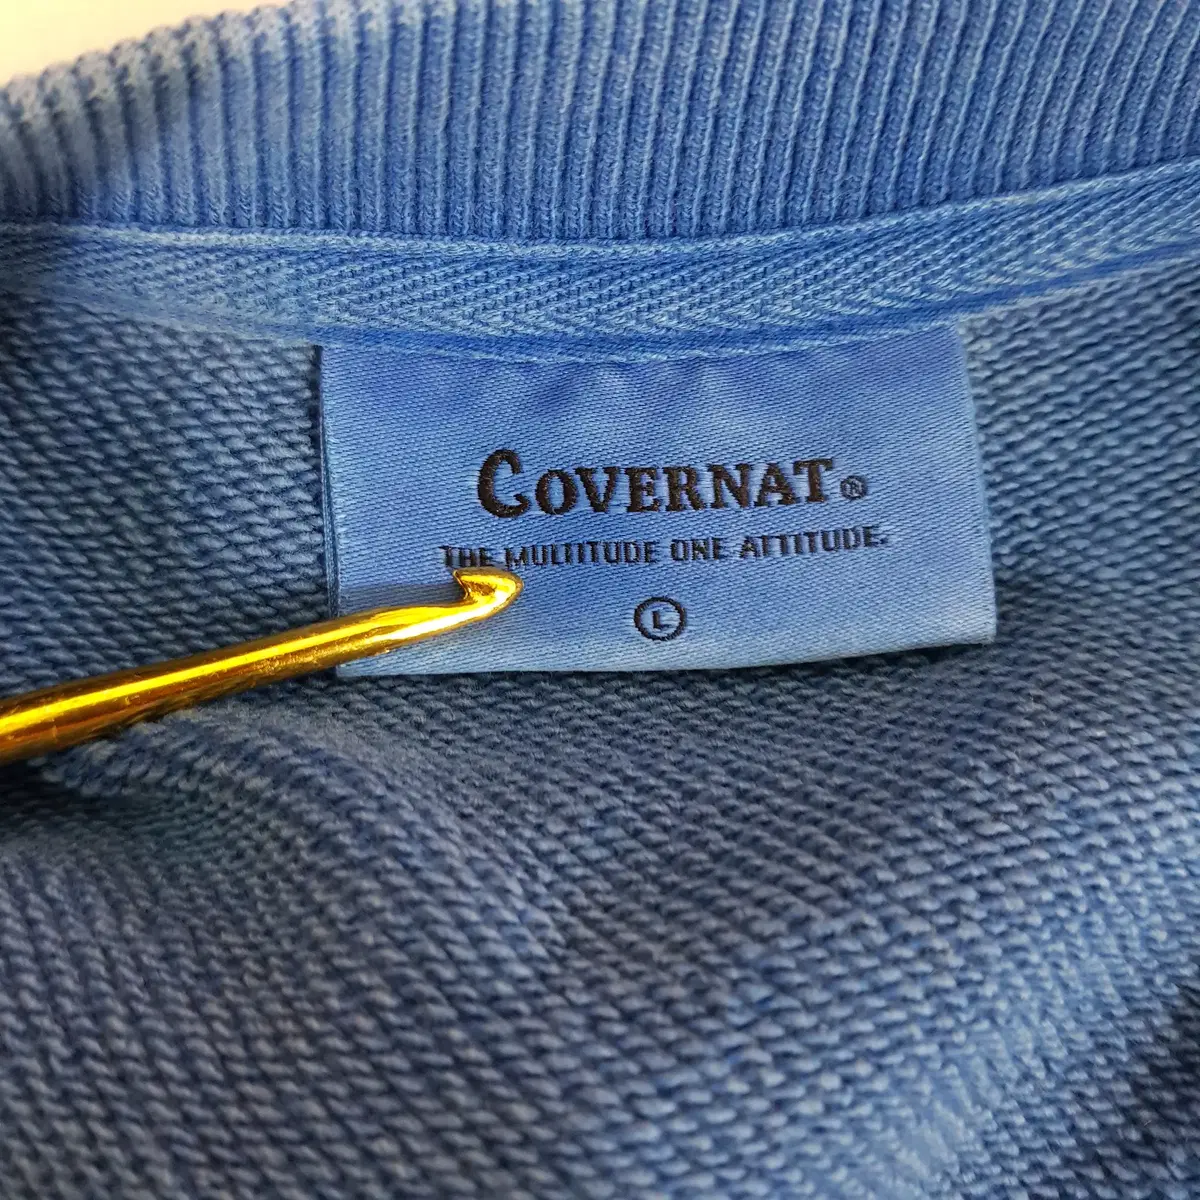 COVERNAT®
THE MULTITUDE ONE ATTITUDE.
L